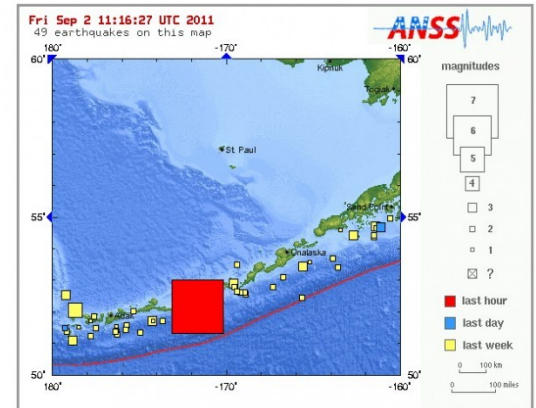 Fri Sep 2 11:16:27 UTC 2011
49 earthquakes on this map
ANSS
180° -170° -160°
60° 60°
Kipnuk
Togiak
St Paul
55° Sand Point 55°
Unalaska
Adak
50° 50°
180° -170° -160°
magnitudes
7
6
5
4
3
2
1
?
last hour
last day
last week
0 100 km
0 100 miles